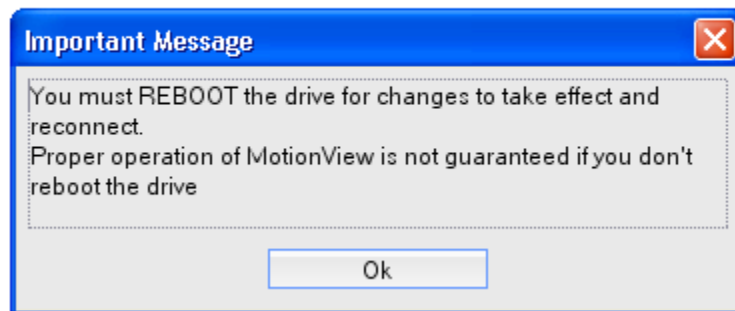 Important Message
You must REBOOT the drive for changes to take effect and
reconnect.
Proper operation of MotionView is not guaranteed if you don't
reboot the drive
Ok